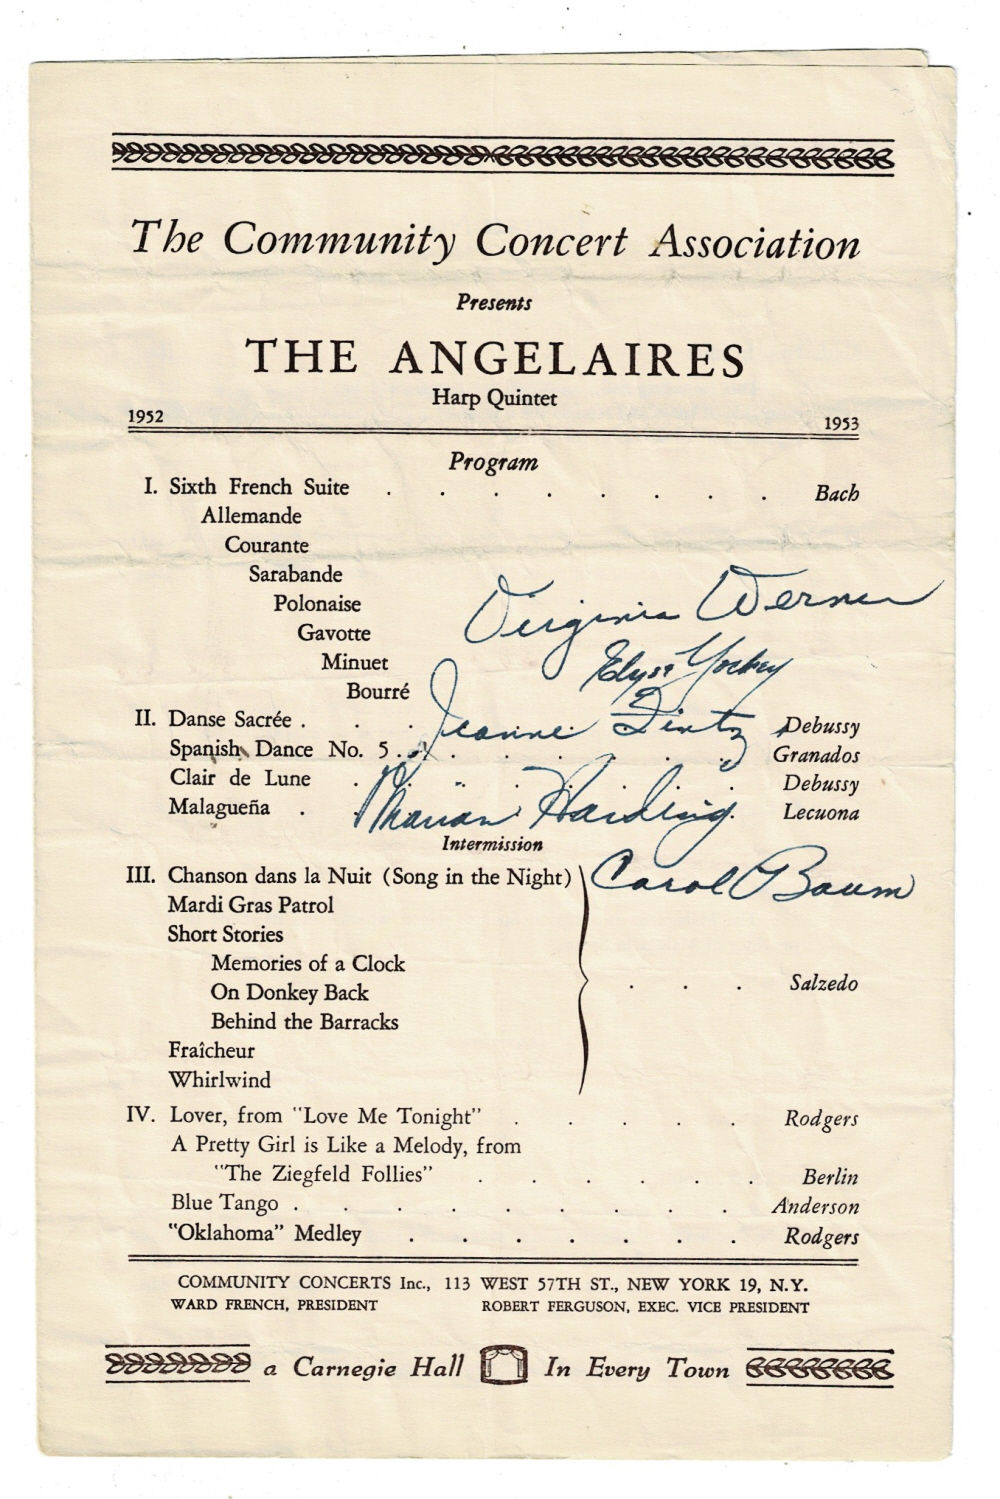 The Community Concert Association
Presents
THE ANGELAIRES
Harp Quintet
1952 1953
Program
I. Sixth French Suite . . . . . . . . Bach
Allemande
Courante
Sarabande
Polonaise
Gavotte
Minuet
Bourré
Virginia Werner
Elyse Yockey
Jeanne Dintz
II. Danse Sacrée . . . Debussy
Spanish Dance No. 5 . . . . . . . Granados
Clair de Lune . . . . . . . Debussy
Malagueña . . Lecuona
Marian Harding.
Intermission
Carol Baum
III. Chanson dans la Nuit (Song in the Night)
Mardi Gras Patrol
Short Stories
Memories of a Clock
On Donkey Back . . . Salzedo
Behind the Barracks
Fraîcheur
Whirlwind
IV. Lover, from "Love Me Tonight" . . . . . Rodgers
A Pretty Girl is Like a Melody, from
"The Ziegfeld Follies" . . . . . . Berlin
Blue Tango . . . . . . . . . Anderson
"Oklahoma" Medley . . . . . . . Rodgers
COMMUNITY CONCERTS Inc., 113 WEST 57TH ST., NEW YORK 19, N.Y.
WARD FRENCH, PRESIDENT ROBERT FERGUSON, EXEC. VICE PRESIDENT
a Carnegie Hall In Every Town